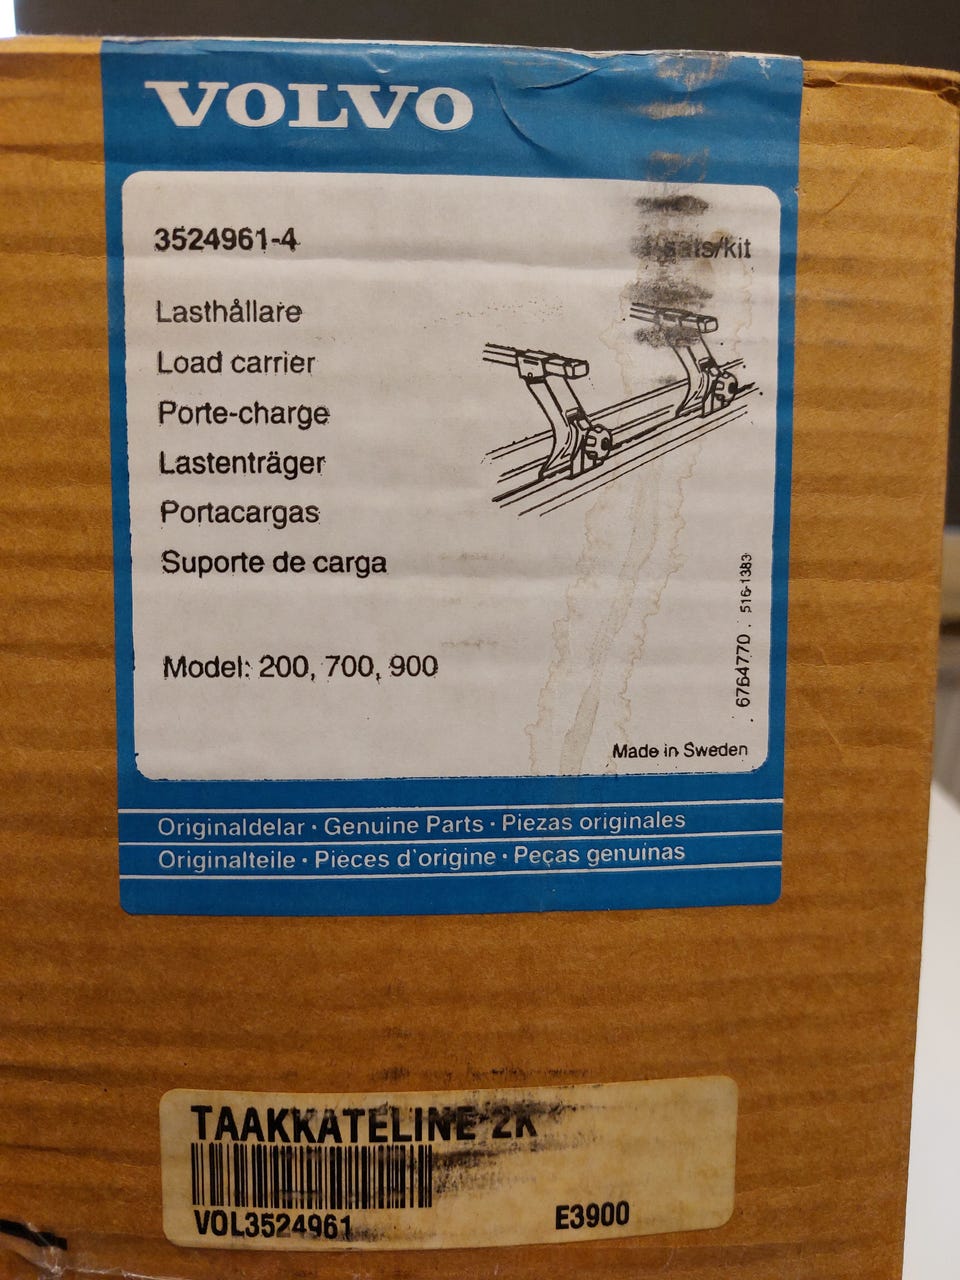 VOLVO
3524961-4
sats/kit
Lasthållare
Load carrier
Porte-charge
Lastenträger
Portacargas
Suporte de carga
Model: 200, 700, 900
6764770. 516-1383
Made in Sweden
Originaldelar · Genuine Parts · Piezas originales
Originalteile · Pieces d'origine · Peças genuinas
TAAKKATELINE 2K
VOL3524961
E3900